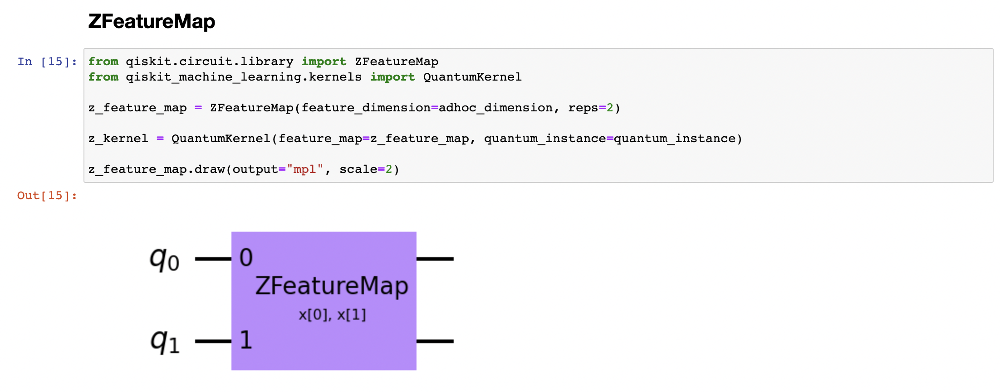 ZFeatureMap
In [15]: from qiskit.circuit.library import ZFeatureMap
from qiskit_machine_learning.kernels import QuantumKernel
z_feature_map = ZFeatureMap(feature_dimension=adhoc_dimension, reps=2)
z_kernel = QuantumKernel(feature_map=z_feature_map, quantum_instance=quantum_instance)
z_feature_map.draw(output="mpl", scale=2)
Out[15]:
q0 0
ZFeatureMap
x[0], x[1]
q1 1